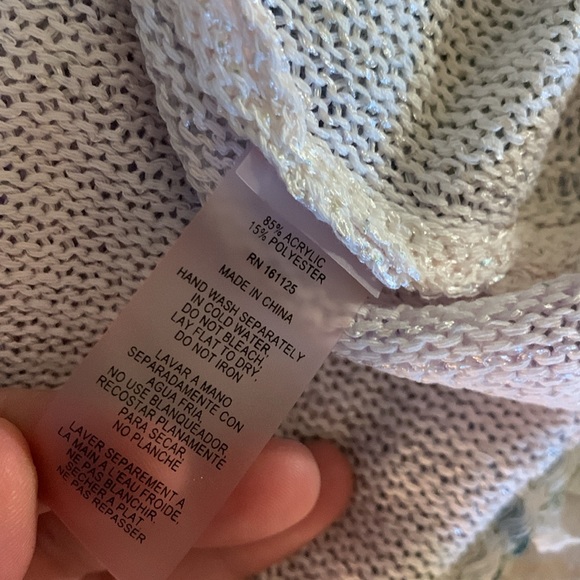 85% ACRYLIC
15% POLYESTER
RN 161125
MADE IN CHINA
HAND WASH SEPARATELY
IN COLD WATER,
DO NOT BLEACH,
LAY FLAT TO DRY,
DO NOT IRON
LAVAR A MANO
SEPARADAMENTE CON
AGUA FRIA,
NO USE BLANQUEADOR,
RECOSTAR PLANAMENTE
PARA SECAR
NO PLANCHE
LAVER SEPAREMENT A
LA MAIN A L'EAU FROIDE,
NE PAS BLANCHIR,
SECHER A PLAT,
NE PAS REPASSER